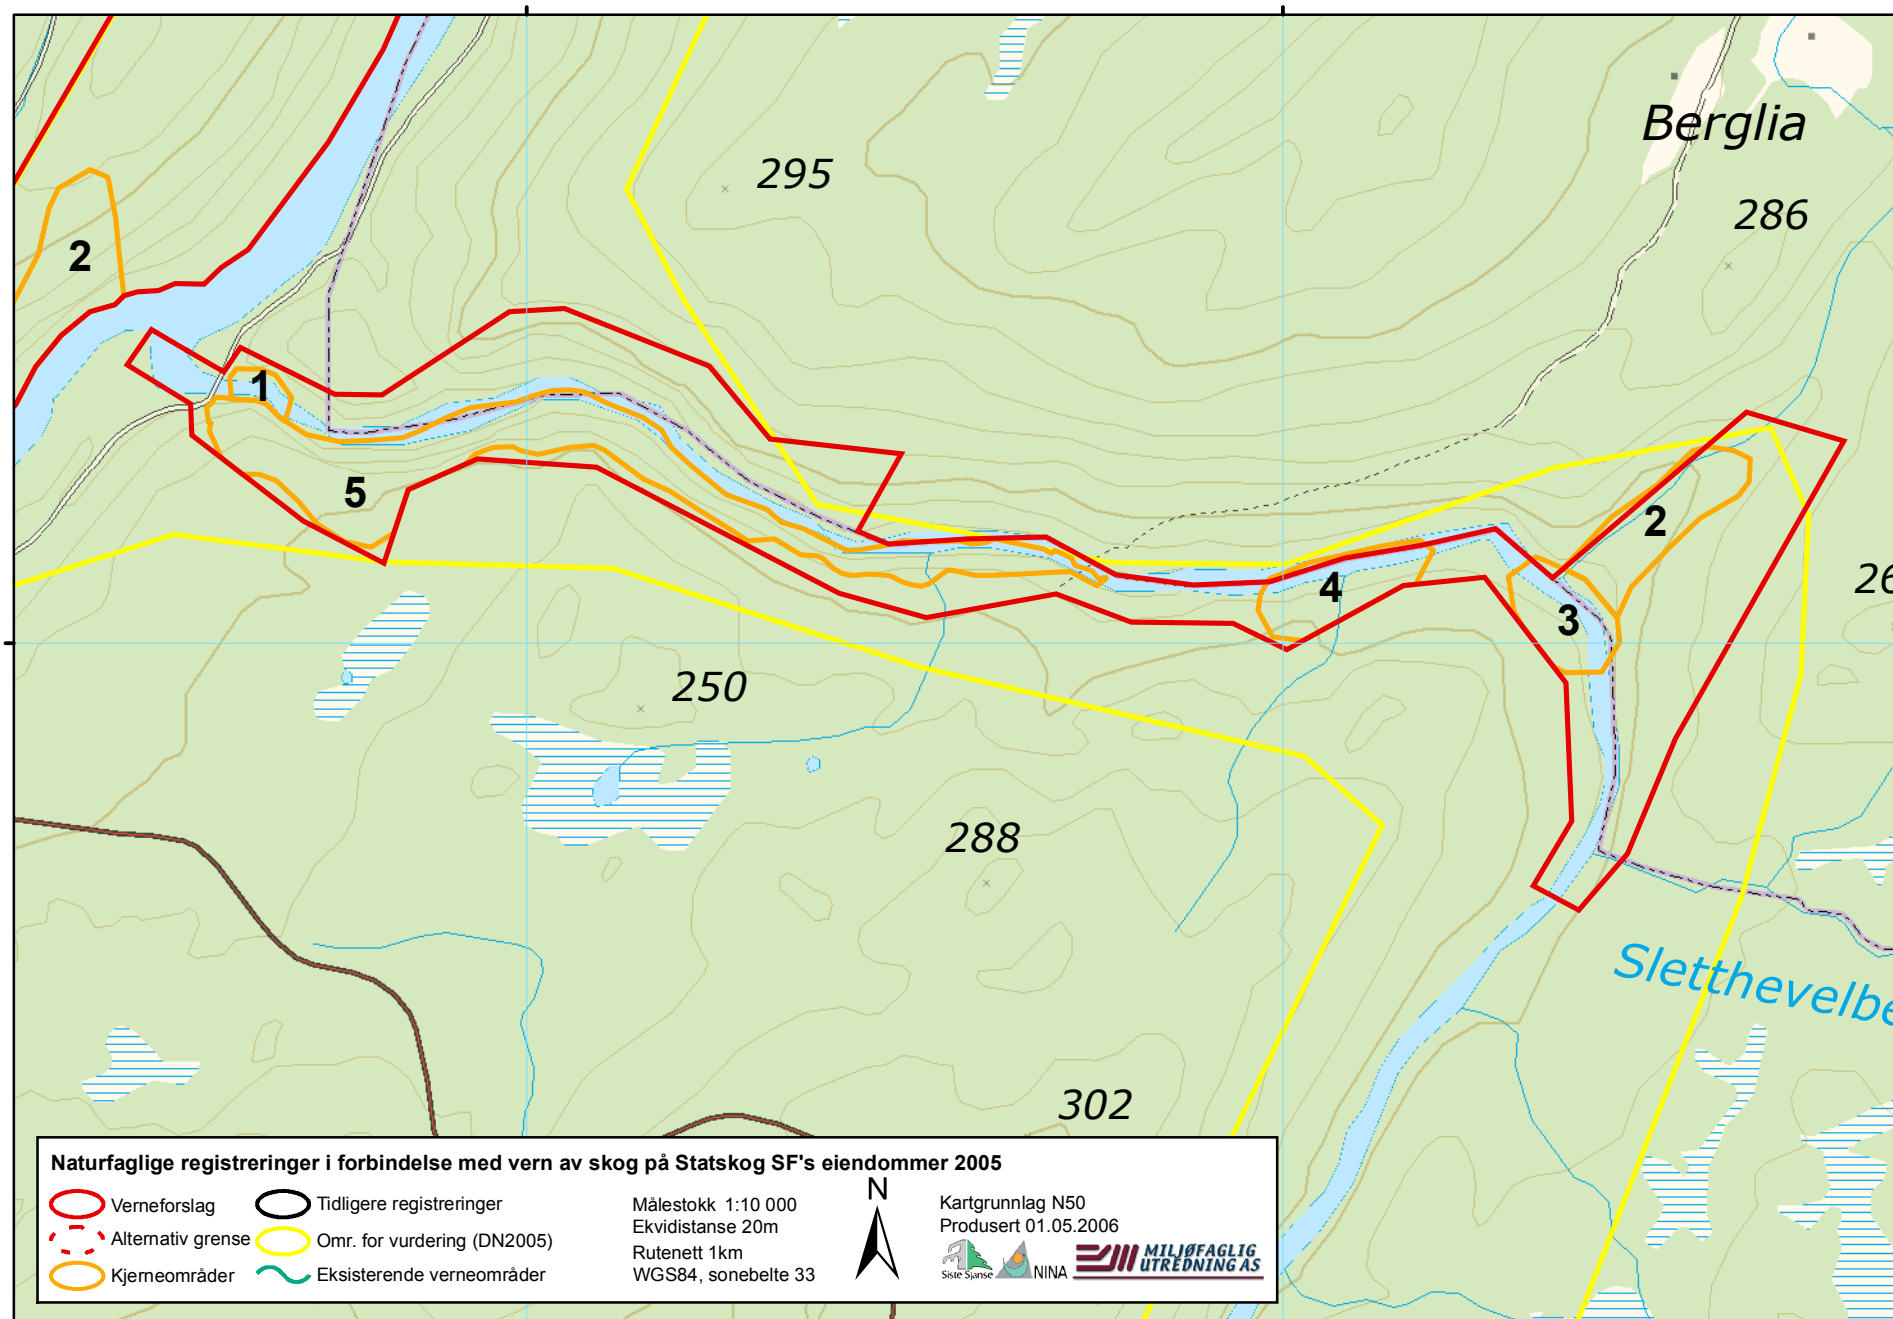 Berglia
295
286
2
1
5
2
26
4
3
250
288
Sletthevelbe
302
Naturfaglige registreringer i forbindelse med vern av skog på Statskog SF's eiendommer 2005
Verneforslag
Alternativ grense
Kjerneområder
Tidligere registreringer
Omr. for vurdering (DN2005)
Eksisterende verneområder
Målestokk 1:10 000
Ekvidistanse 20m
Rutenett 1km
WGS84, sonebelte 33
N
Kartgrunnlag N50
Produsert 01.05.2006
Siste Sjanse
NINA
MILJØFAGLIG
UTREDNING AS